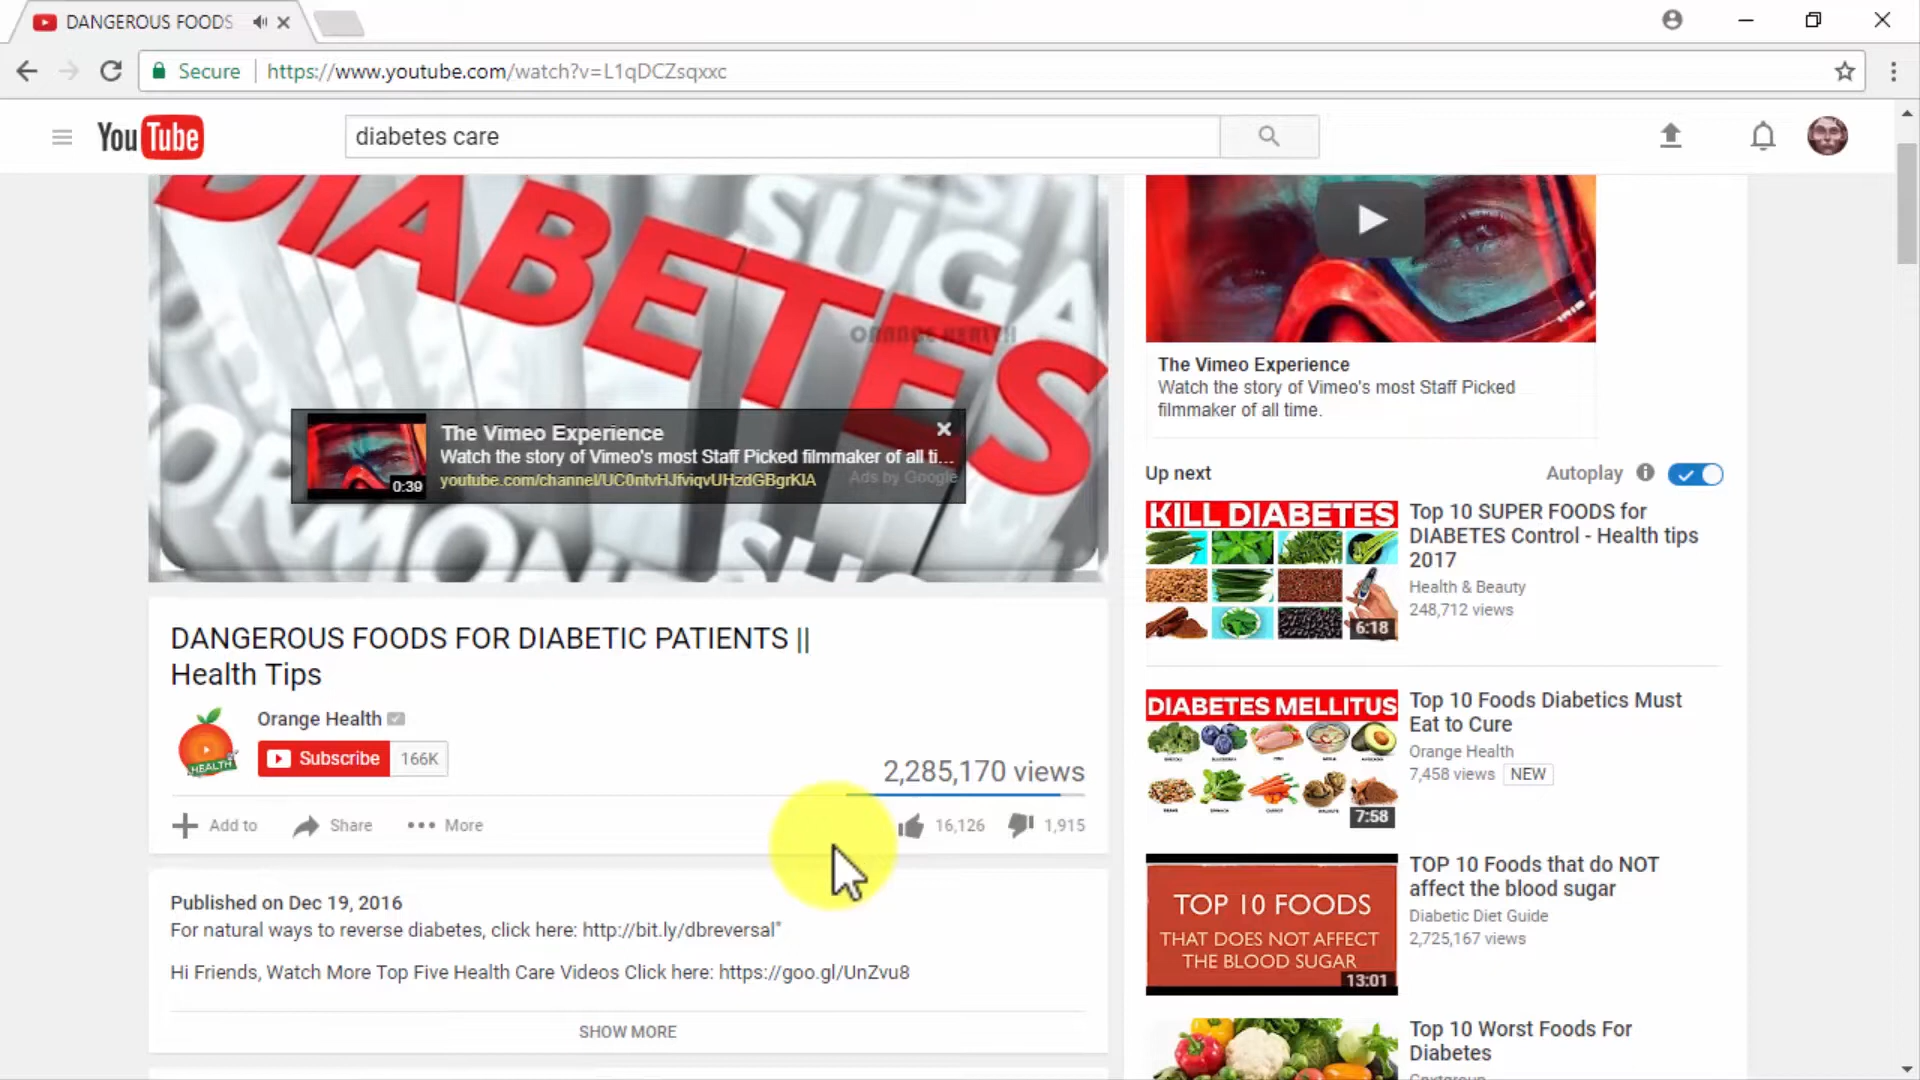 DANGEROUS FOODS
Secure
https://www.youtube.com/watch?v=L1qDCZsqxxc
YouTube
diabetes care
DIABETES
SUGA
ORANGE HEALTH
HORMON
The Vimeo Experience
Watch the story of Vimeo's most Staff Picked filmmaker of all ti...
youtube.com/channel/UC0ntvHJfviqvUHzdGBgrKIA
Ads by Google
0:39
DANGEROUS FOODS FOR DIABETIC PATIENTS ||
Health Tips
Orange Health
HEALTH
Subscribe
166K
2,285,170 views
Add to
Share
More
16,126
1,915
Published on Dec 19, 2016
For natural ways to reverse diabetes, click here: http://bit.ly/dbreversal"
Hi Friends, Watch More Top Five Health Care Videos Click here: https://goo.gl/UnZvu8
SHOW MORE
The Vimeo Experience
Watch the story of Vimeo's most Staff Picked
filmmaker of all time.
Up next
Autoplay
KILL DIABETES
6:18
Top 10 SUPER FOODS for
DIABETES Control - Health tips
2017
Health & Beauty
248,712 views
DIABETES MELLITUS
7:58
Top 10 Foods Diabetics Must
Eat to Cure
Orange Health
7,458 views
NEW
TOP 10 FOODS
THAT DOES NOT AFFECT
THE BLOOD SUGAR
13:01
TOP 10 Foods that do NOT
affect the blood sugar
Diabetic Diet Guide
2,725,167 views
Top 10 Worst Foods For
Diabetes